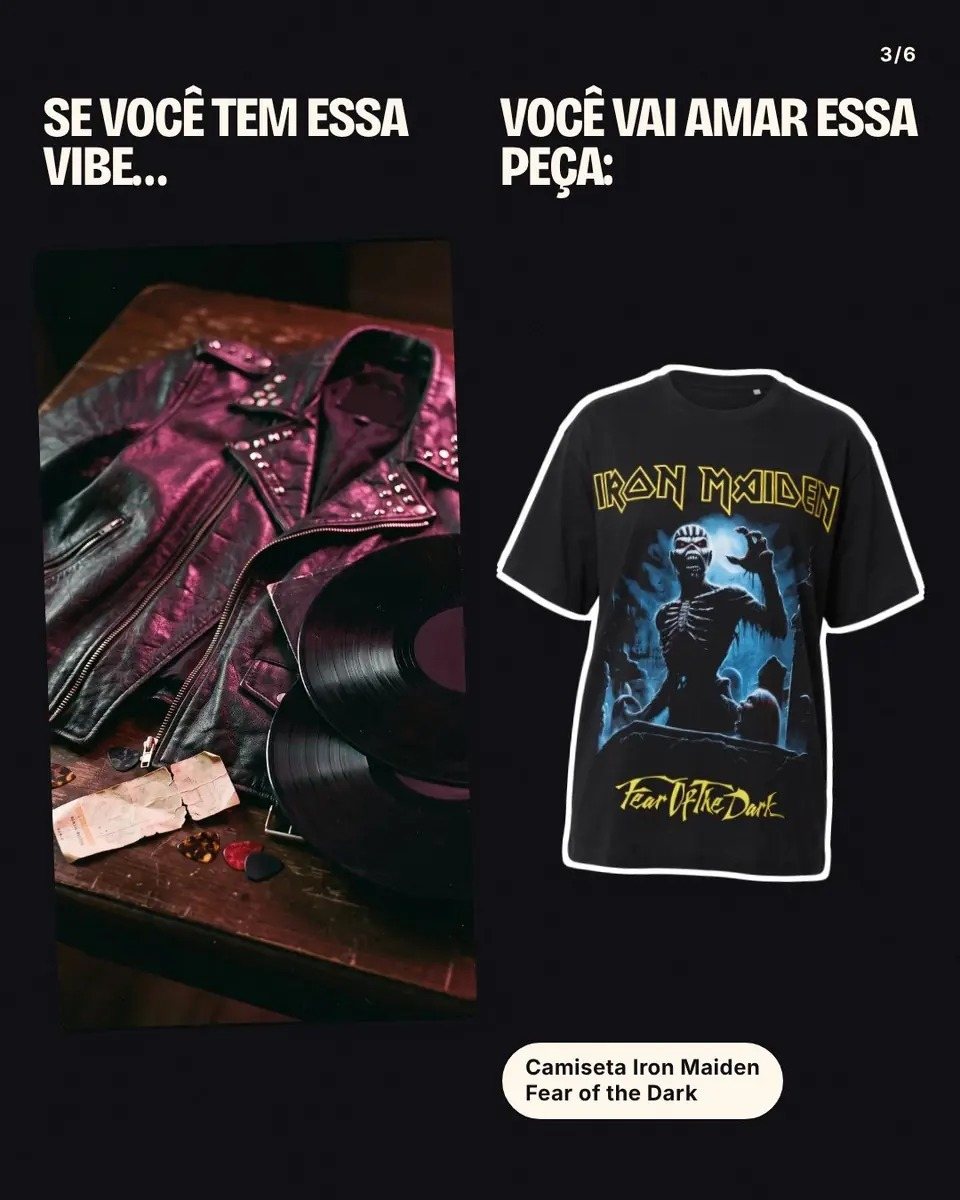 3/6
SE VOCÊ TEM ESSA
VIBE...
VOCÊ VAI AMAR ESSA
PEÇA:
IRON MAIDEN
Fear Of The Dark
Camiseta Iron Maiden
Fear of the Dark